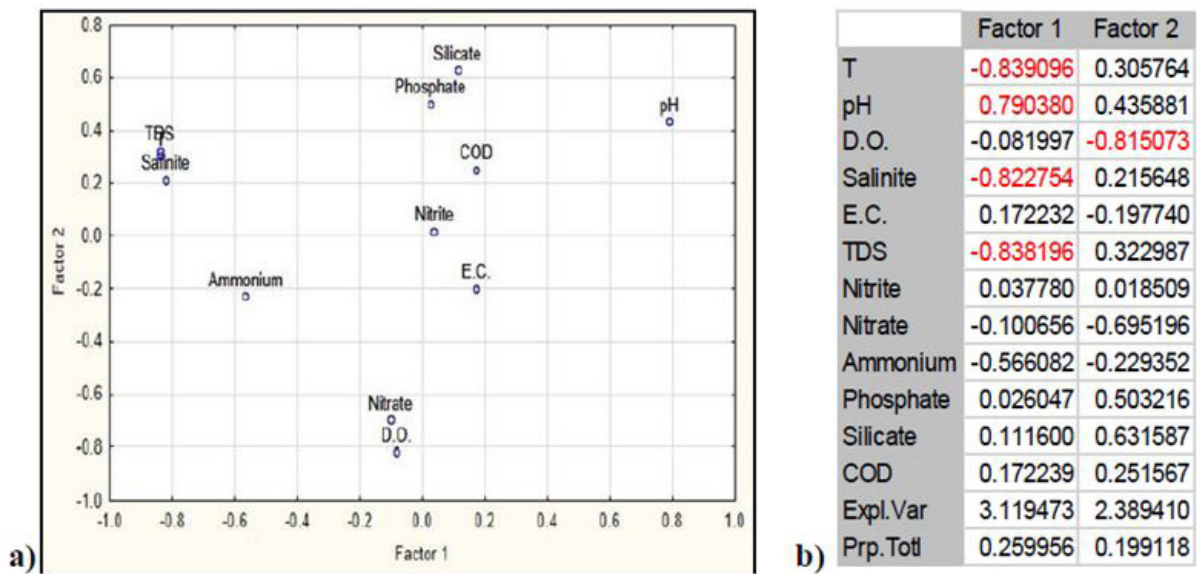 0.8
0.6
0.4
0.2
0.0
-0.2
-0.4
-0.6
-0.8
-1.0
Factor 2
Silicate
Phosphate
pH
TDS
T
Salinite
COD
Nitrite
Ammonium
E.C.
Nitrate
D.O.
-1.0 -0.8 -0.6 -0.4 -0.2 0.0 0.2 0.4 0.6 0.8 1.0
Factor 1
a)
Factor 1 Factor 2
T -0.839096 0.305764
pH 0.790380 0.435881
D.O. -0.081997 -0.815073
Salinite -0.822754 0.215648
E.C. 0.172232 -0.197740
TDS -0.838196 0.322987
Nitrite 0.037780 0.018509
Nitrate -0.100656 -0.695196
Ammonium -0.566082 -0.229352
Phosphate 0.026047 0.503216
Silicate 0.111600 0.631587
COD 0.172239 0.251567
Expl.Var 3.119473 2.389410
Prp.Totl 0.259956 0.199118
b)